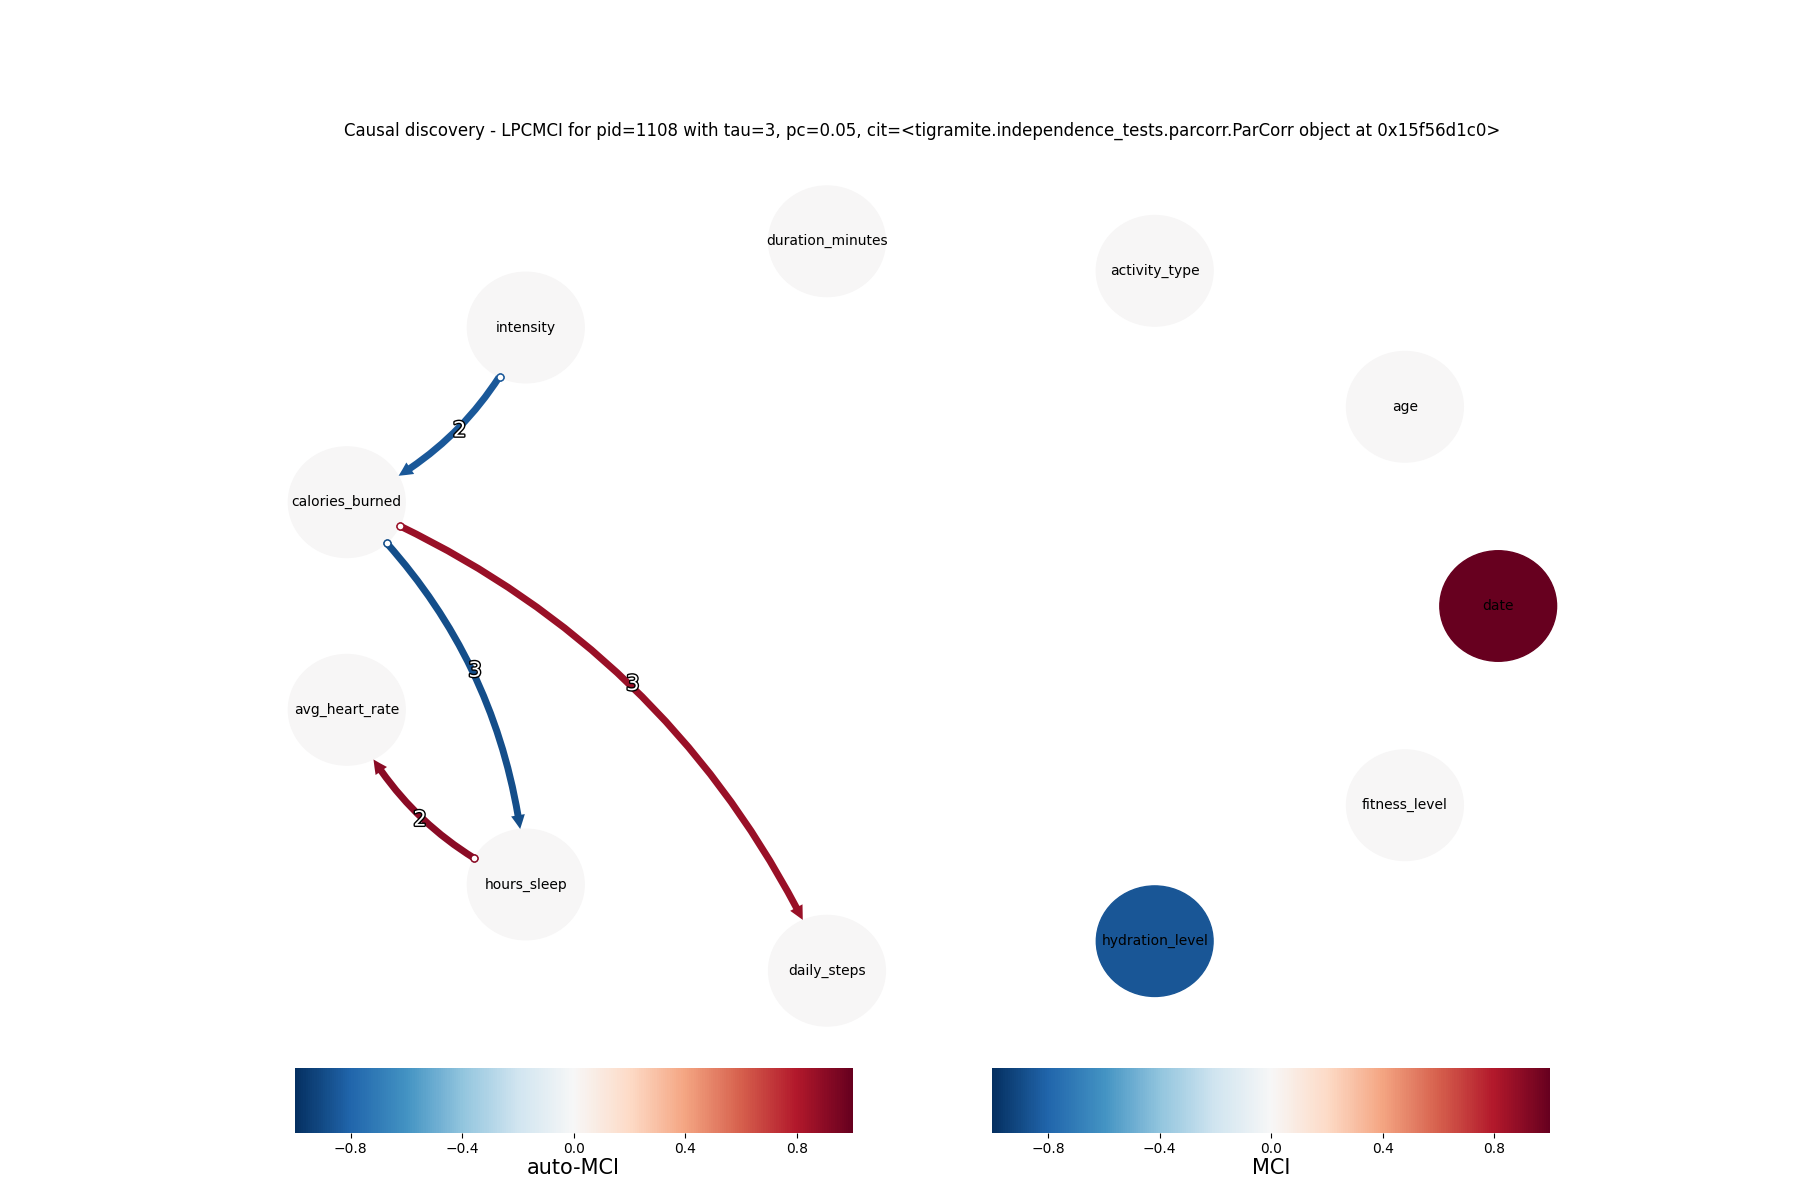 Causal discovery - LPCMCI for pid=1108 with tau=3, pc=0.05, cit=<tigramite.independence_tests.parcorr.ParCorr object at 0x15f56d1c0>
duration_minutes
activity_type
intensity
age
2
calories_burned
date
3
3
avg_heart_rate
fitness_level
2
hours_sleep
hydration_level
daily_steps
−0.8 −0.4 0.0 0.4 0.8
auto-MCI
−0.8 −0.4 0.0 0.4 0.8
MCI